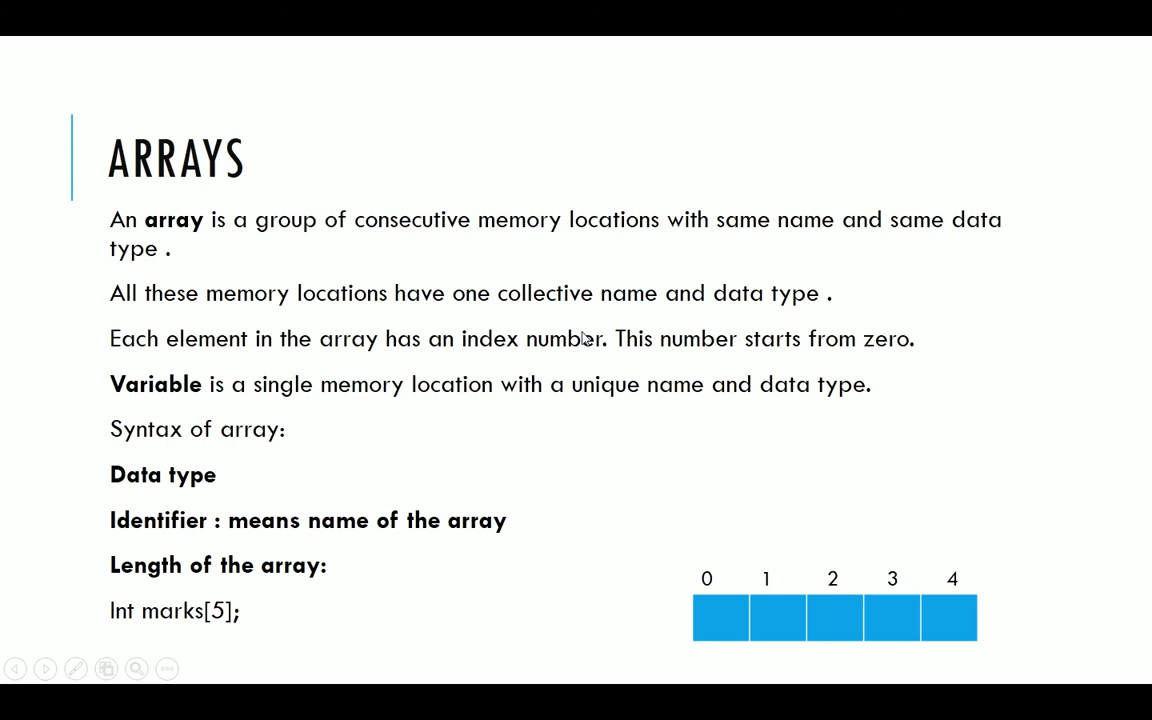 ARRAYS
An array is a group of consecutive memory locations with same name and same data
type .
All these memory locations have one collective name and data type .
Each element in the array has an index number. This number starts from zero.
Variable is a single memory location with a unique name and data type.
Syntax of array:
Data type
Identifier : means name of the array
Length of the array:
Int marks[5];
0 1 2 3 4